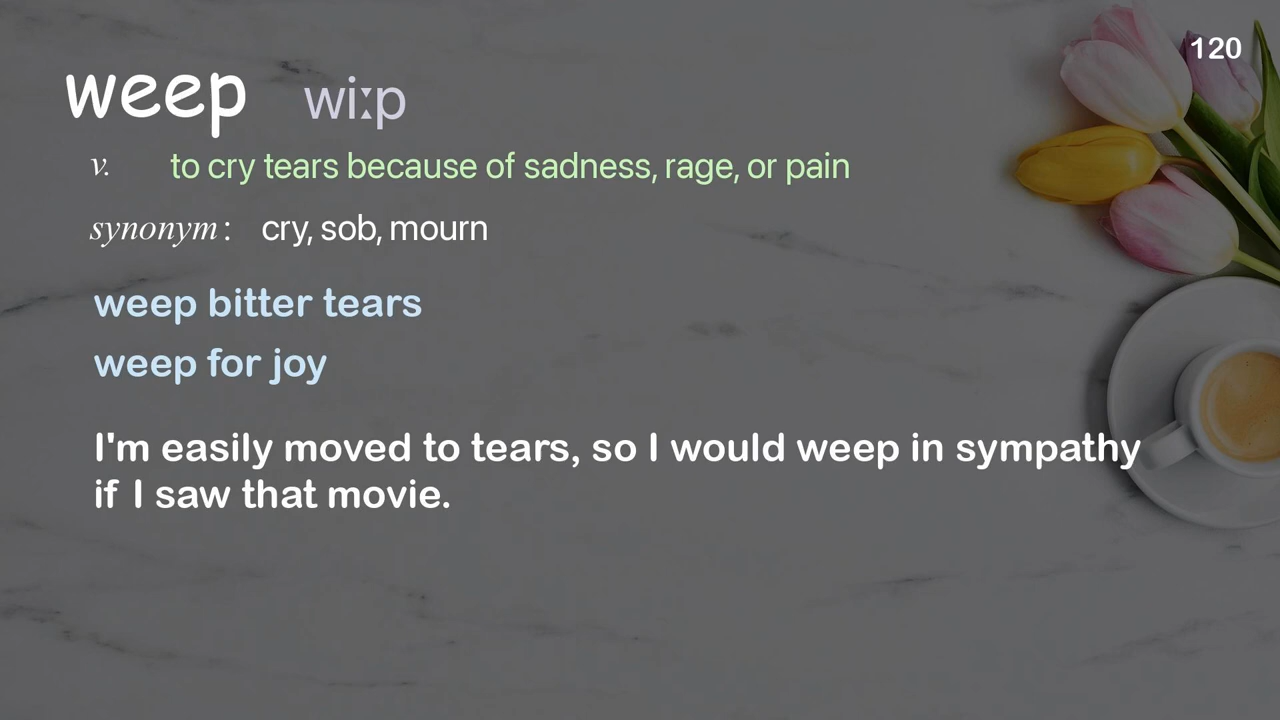 120
weep wiːp
v. to cry tears because of sadness, rage, or pain
synonym : cry, sob, mourn
weep bitter tears
weep for joy
I'm easily moved to tears, so I would weep in sympathy
if I saw that movie.